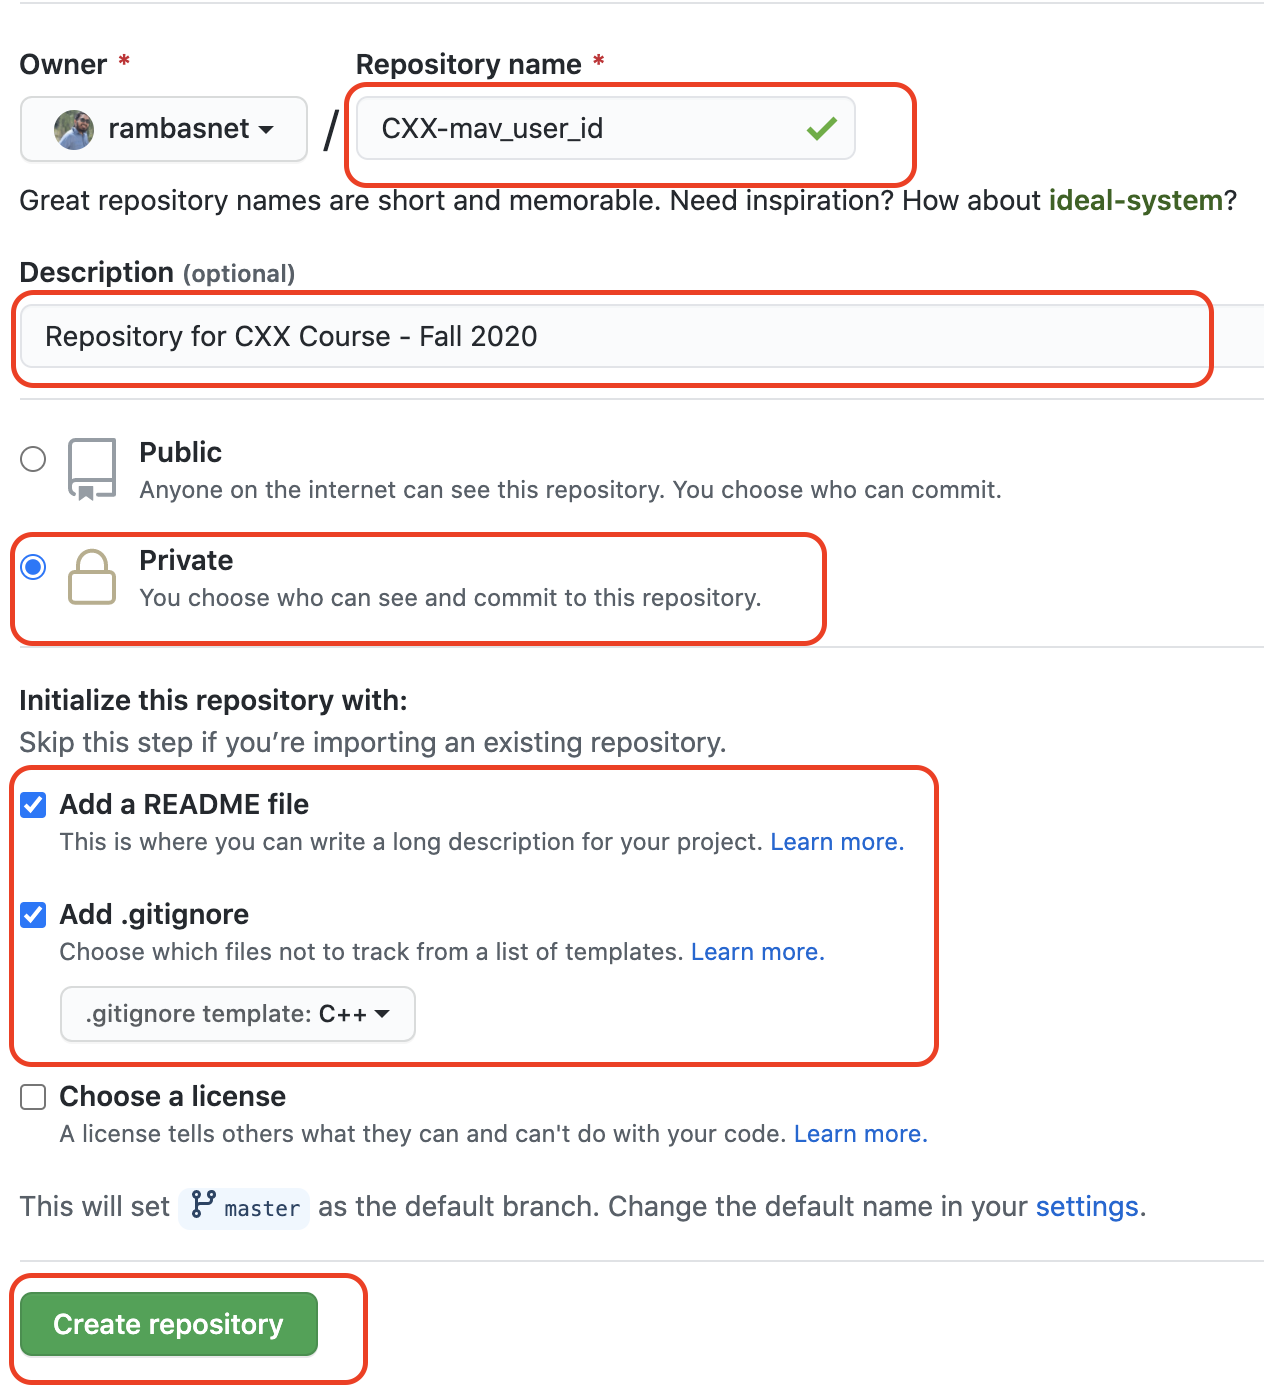 Owner * Repository name *
rambasnet / CXX-mav_user_id
Great repository names are short and memorable. Need inspiration? How about ideal-system?
Description (optional)
Repository for CXX Course - Fall 2020
Public
Anyone on the internet can see this repository. You choose who can commit.
Private
You choose who can see and commit to this repository.
Initialize this repository with:
Skip this step if you’re importing an existing repository.
Add a README file
This is where you can write a long description for your project. Learn more.
Add .gitignore
Choose which files not to track from a list of templates. Learn more.
.gitignore template: C++
Choose a license
A license tells others what they can and can't do with your code. Learn more.
This will set master as the default branch. Change the default name in your settings.
Create repository